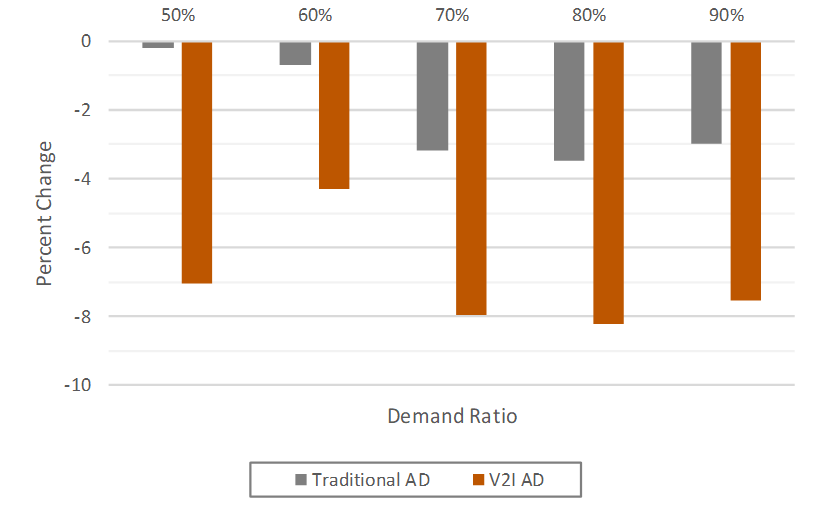 50% 60% 70% 80% 90%
0
-2
-4
-6
-8
-10
Percent Change
Demand Ratio
Traditional AD V2I AD